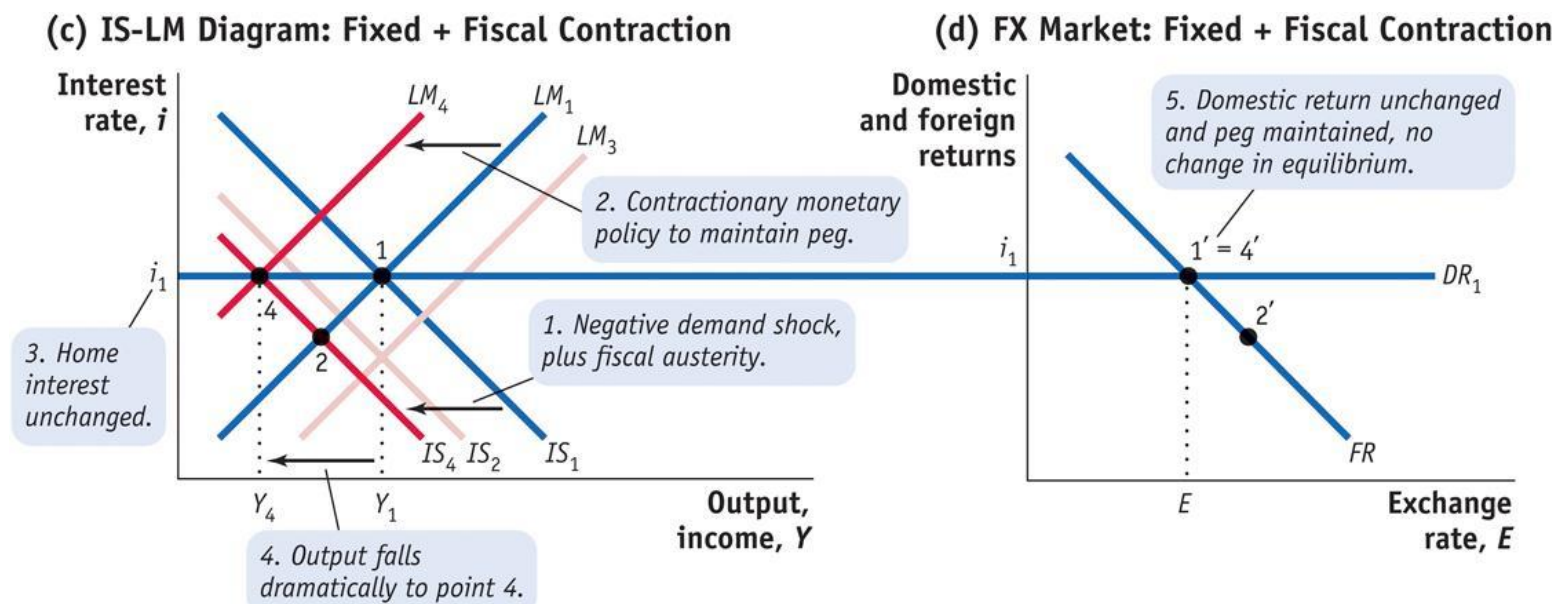 (c) IS-LM Diagram: Fixed + Fiscal Contraction
Interest
rate, i
LM4
LM1
LM3
2. Contractionary monetary
policy to maintain peg.
1
i1
4
2
1. Negative demand shock,
plus fiscal austerity.
3. Home
interest
unchanged.
IS4
IS2
IS1
Y4
Y1
Output,
income, Y
4. Output falls
dramatically to point 4.
(d) FX Market: Fixed + Fiscal Contraction
Domestic
and foreign
returns
5. Domestic return unchanged
and peg maintained, no
change in equilibrium.
i1
1′ = 4′
DR1
2′
FR
E
Exchange
rate, E